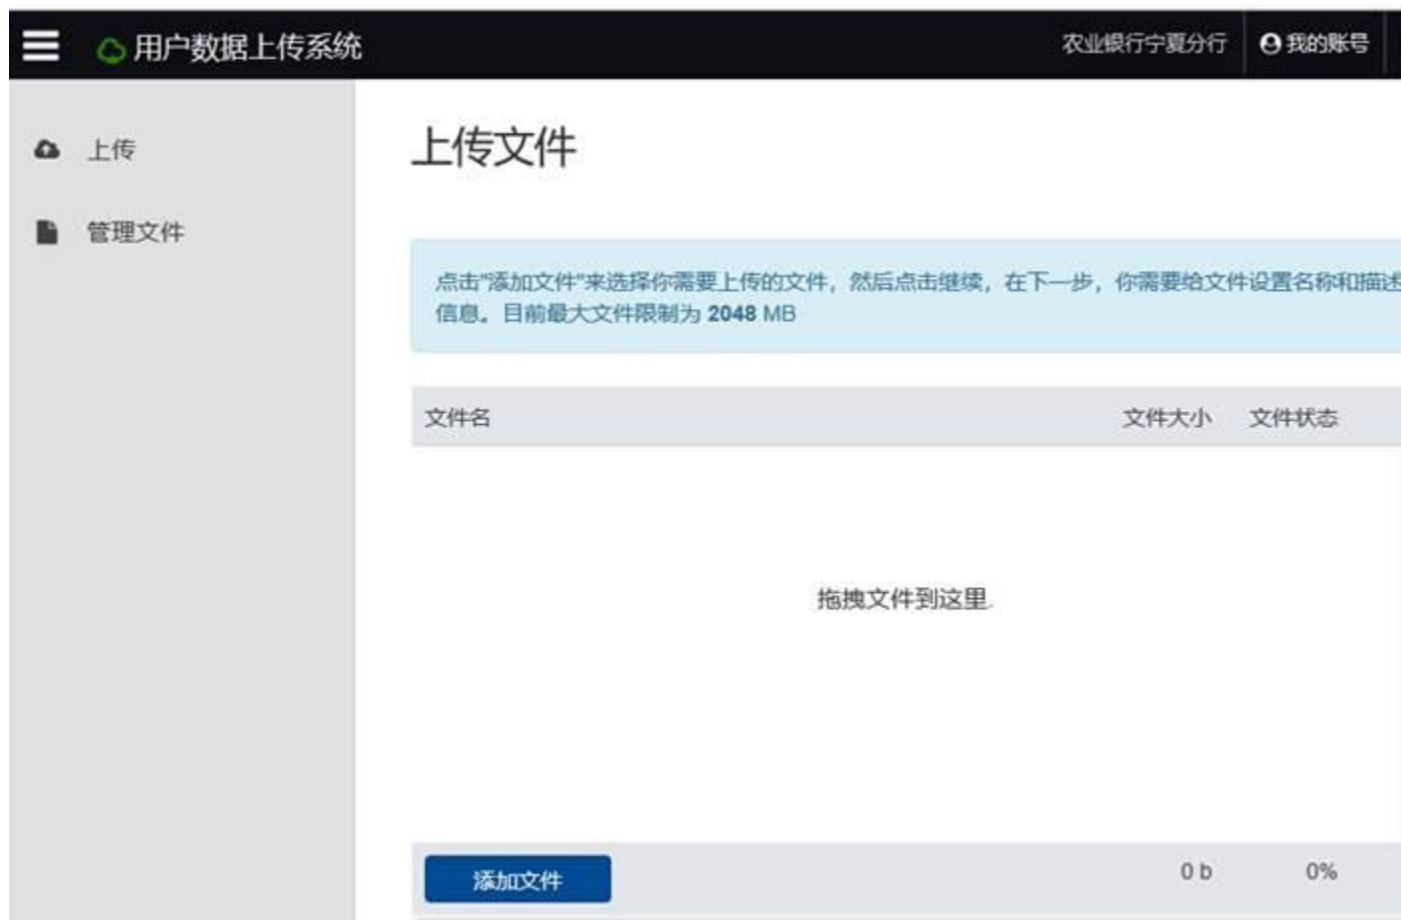 用户数据上传系统
农业银行宁夏分行
我的账号
上传
管理文件
上传文件
点击"添加文件"来选择你需要上传的文件，然后点击继续，在下一步，你需要给文件设置名称和描述
信息。目前最大文件限制为 2048 MB
文件名 文件大小 文件状态
拖拽文件到这里.
添加文件 0 b 0%